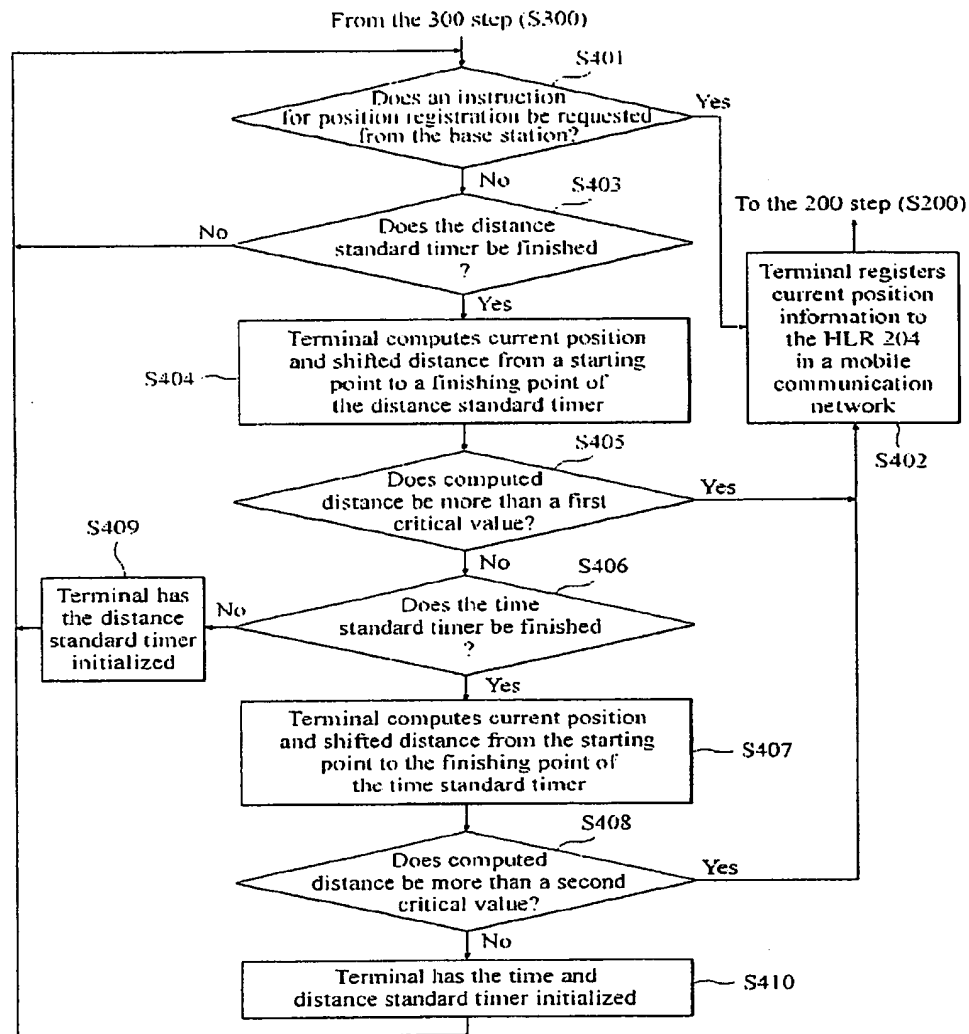 From the 300 step (S300)
S401
Does an instruction
for position registration be requested
from the base station?
Yes
No
S403
To the 200 step (S200)
Does the distance
standard timer be finished
?
No
Yes
Terminal registers
current position
information to
the HLR 204
in a mobile
communication
network
S402
Terminal computes current position
and shifted distance from a starting
point to a finishing point of
the distance standard timer
S404
S405
Does computed
distance be more than a first
critical value?
Yes
No
S409
Terminal has
the distance
standard timer
initialized
S406
Does the time
standard timer be finished
?
No
Yes
Terminal computes current position
and shifted distance from the starting
point to the finishing point of
the time standard timer
S407
S408
Does computed
distance be more than a second
critical value?
Yes
No
Terminal has the time and
distance standard timer initialized
S410